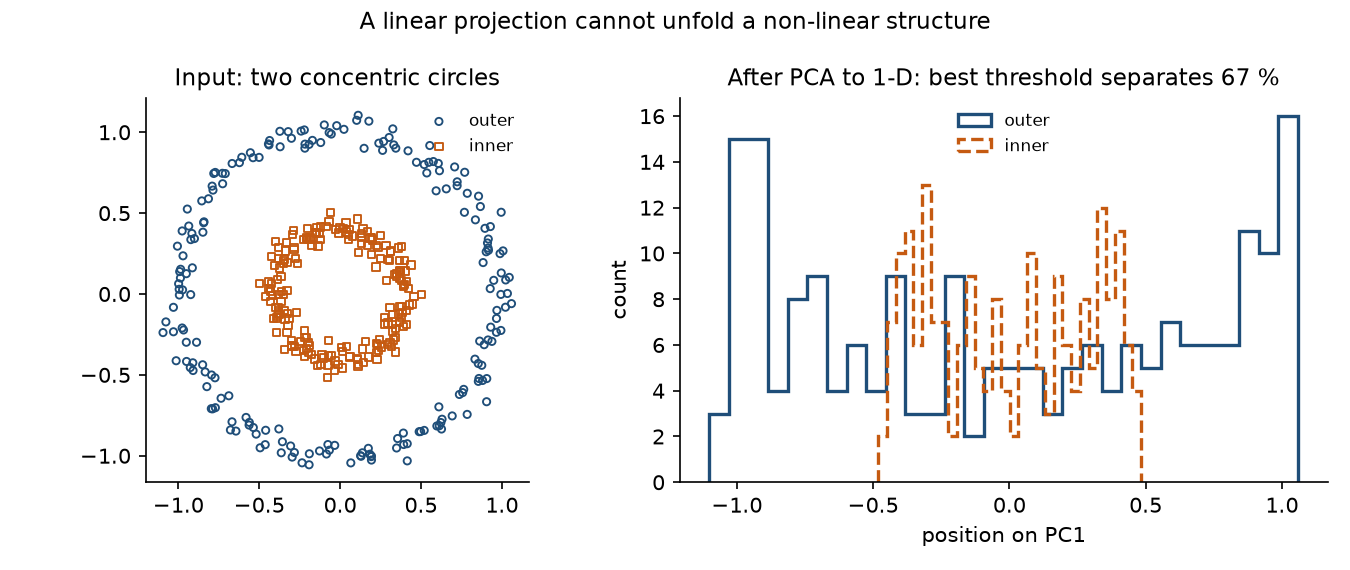 A linear projection cannot unfold a non-linear structure
Input: two concentric circles
outer
inner
1.0
0.5
0.0
−0.5
−1.0
−1.0 −0.5 0.0 0.5 1.0
After PCA to 1-D: best threshold separates 67 %
outer
inner
count
16
14
12
10
8
6
4
2
0
−1.0 −0.5 0.0 0.5 1.0
position on PC1